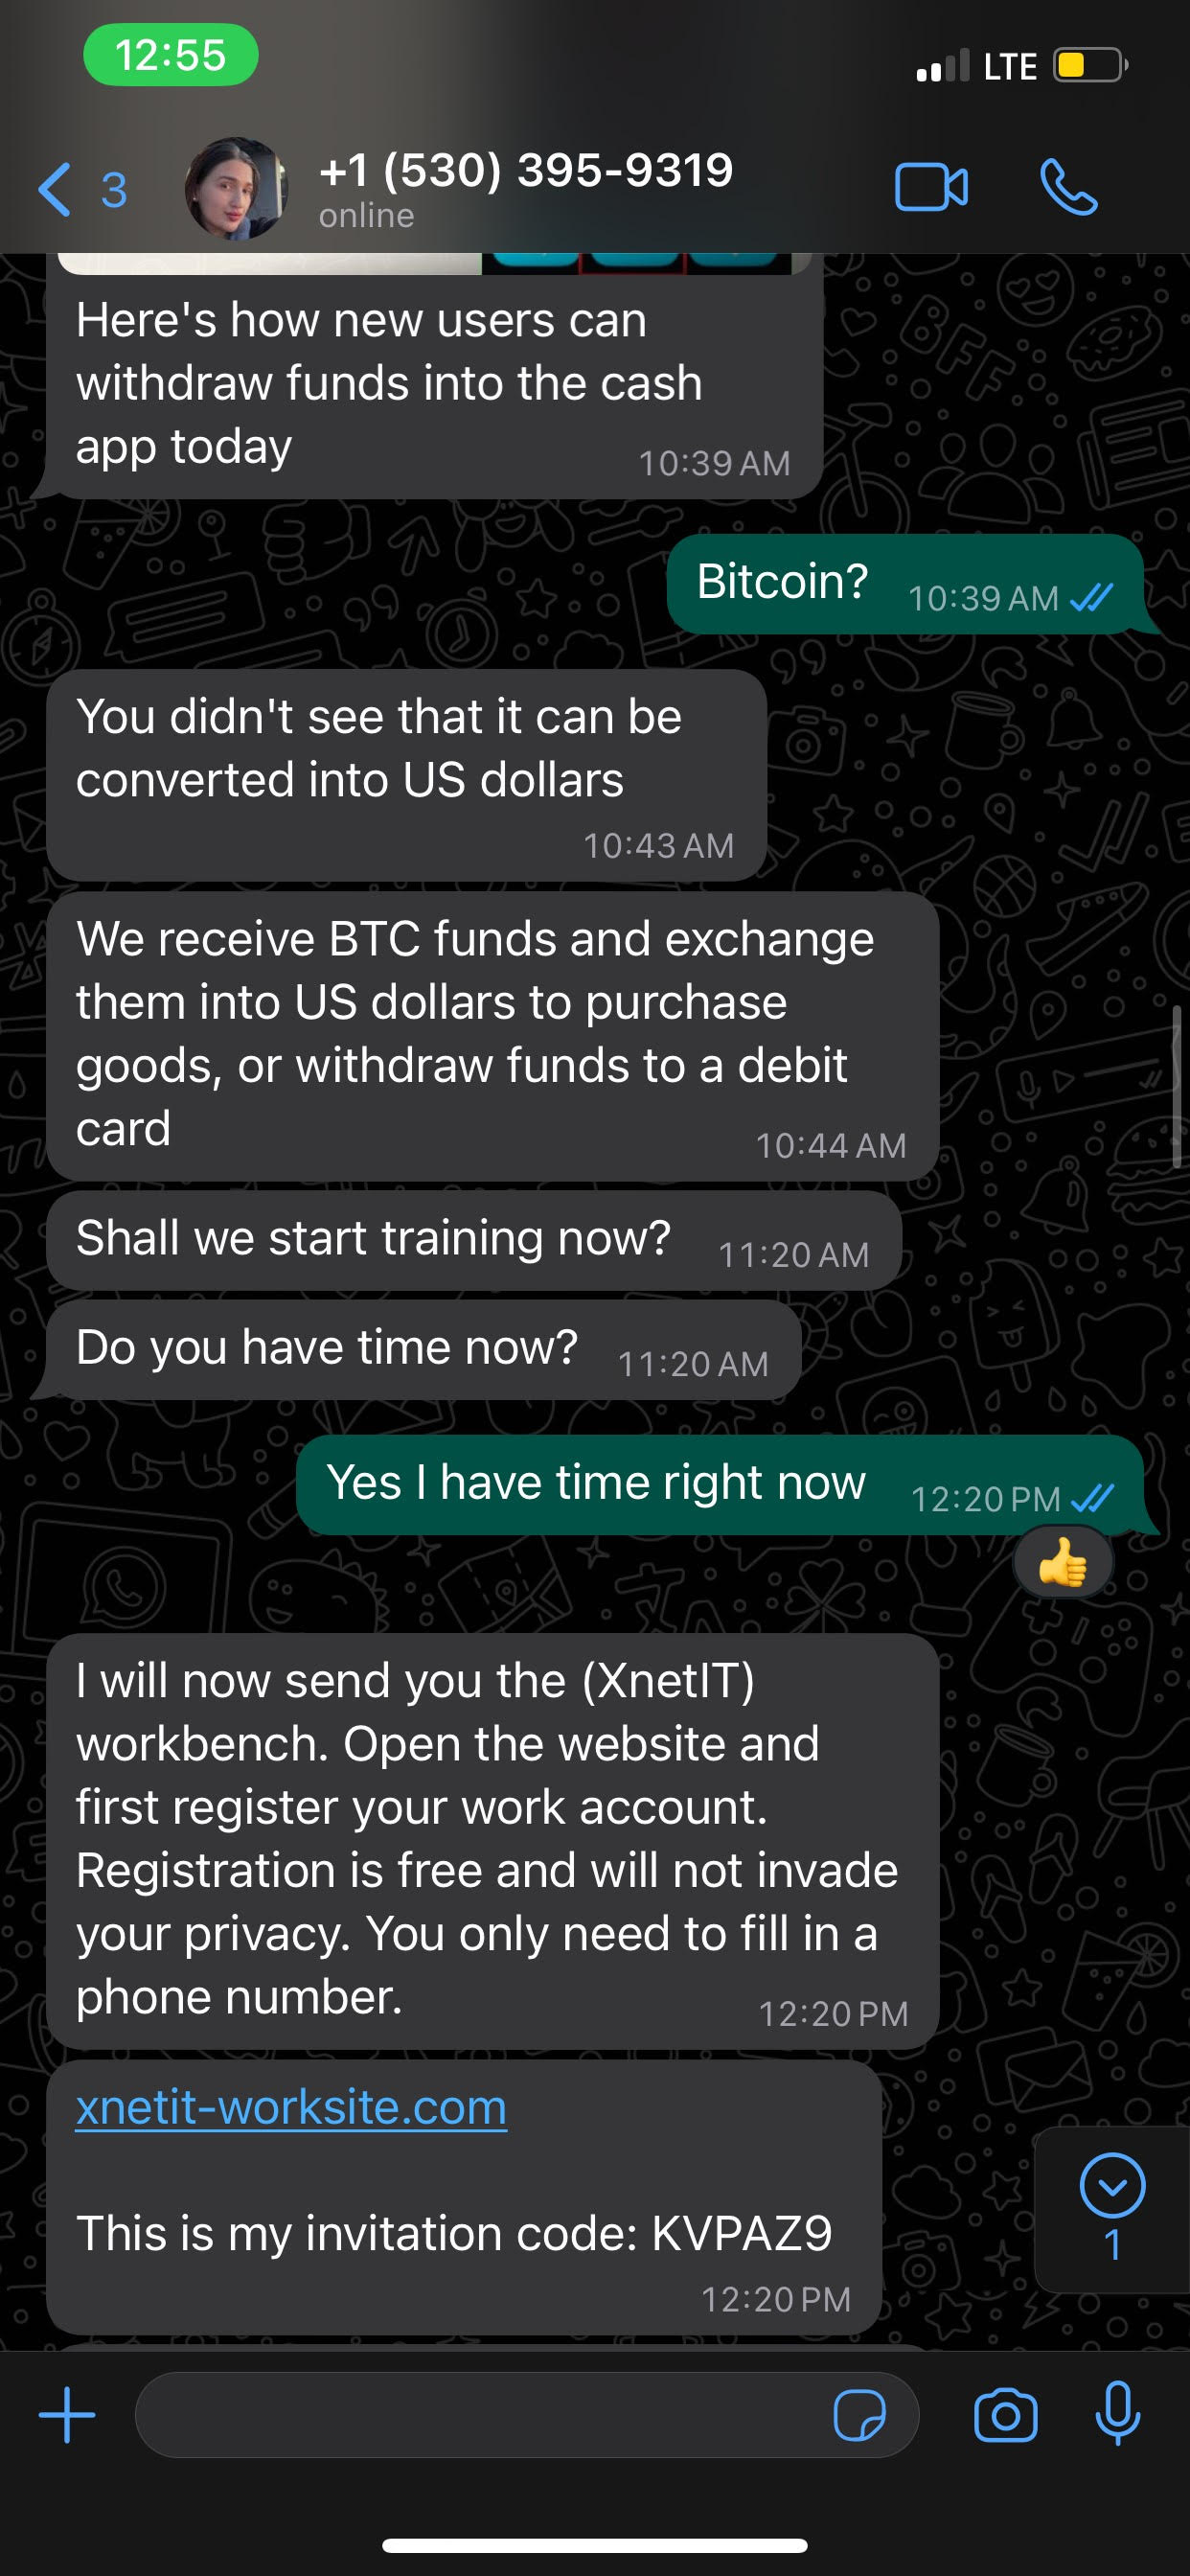 12:55
LTE
3
+1 (530) 395-9319
online
Here's how new users can
withdraw funds into the cash
app today
10:39 AM
Bitcoin?
10:39 AM
You didn't see that it can be
converted into US dollars
10:43 AM
We receive BTC funds and exchange
them into US dollars to purchase
goods, or withdraw funds to a debit
card
10:44 AM
Shall we start training now?
11:20 AM
Do you have time now?
11:20 AM
Yes I have time right now
12:20 PM
I will now send you the (XnetIT)
workbench. Open the website and
first register your work account.
Registration is free and will not invade
your privacy. You only need to fill in a
phone number.
12:20 PM
xnetit-worksite.com
This is my invitation code: KVPAZ9
12:20 PM
1